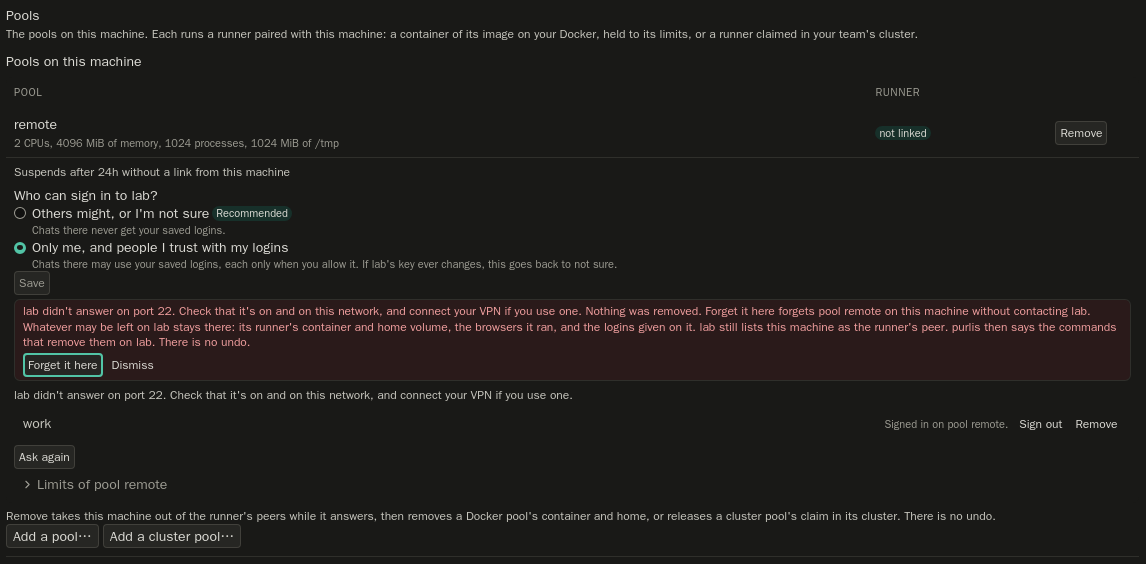 Pools
The pools on this machine. Each runs a runner paired with this machine: a container of its image on your Docker, held to its limits, or a runner claimed in your team's cluster.
Pools on this machine
POOL
RUNNER
remote
2 CPUs, 4096 MiB of memory, 1024 processes, 1024 MiB of /tmp
not linked
Remove
Suspends after 24h without a link from this machine
Who can sign in to lab?
Others might, or I'm not sure Recommended
Chats there never get your saved logins.
Only me, and people I trust with my logins
Chats there may use your saved logins, each only when you allow it. If lab's key ever changes, this goes back to not sure.
Save
lab didn't answer on port 22. Check that it's on and on this network, and connect your VPN if you use one. Nothing was removed. Forget it here forgets pool remote on this machine without contacting lab.
Whatever may be left on lab stays there: its runner's container and home volume, the browsers it ran, and the logins given on it. lab still lists this machine as the runner's peer. purlis then says the commands
that remove them on lab. There is no undo.
Forget it here Dismiss
lab didn't answer on port 22. Check that it's on and on this network, and connect your VPN if you use one.
work
Signed in on pool remote. Sign out Remove
Ask again
Limits of pool remote
Remove takes this machine out of the runner's peers while it answers, then removes a Docker pool's container and home, or releases a cluster pool's claim in its cluster. There is no undo.
Add a pool⋯ Add a cluster pool⋯